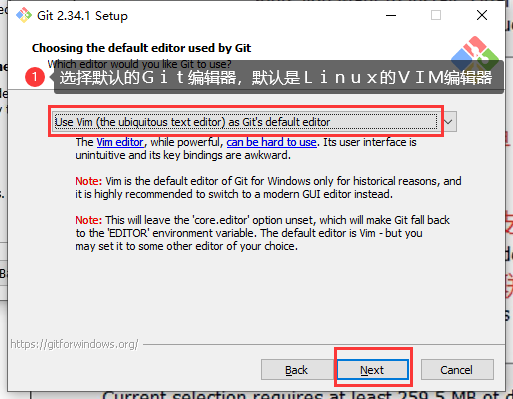 Git 2.34.1 Setup
Choosing the default editor used by Git
Which editor would you like Git to use?
1 选择默认的Git编辑器，默认是Linux的VIM编辑器
Use Vim (the ubiquitous text editor) as Git's default editor
The Vim editor, while powerful, can be hard to use. Its user interface is
unintuitive and its key bindings are awkward.
Note: Vim is the default editor of Git for Windows only for historical reasons, and
it is highly recommended to switch to a modern GUI editor instead.
Note: This will leave the 'core.editor' option unset, which will make Git fall back
to the 'EDITOR' environment variable. The default editor is Vim - but you
may set it to some other editor of your choice.
https://gitforwindows.org/
Back
Next
Cancel
Current selection requires at least 259.5 MB of d